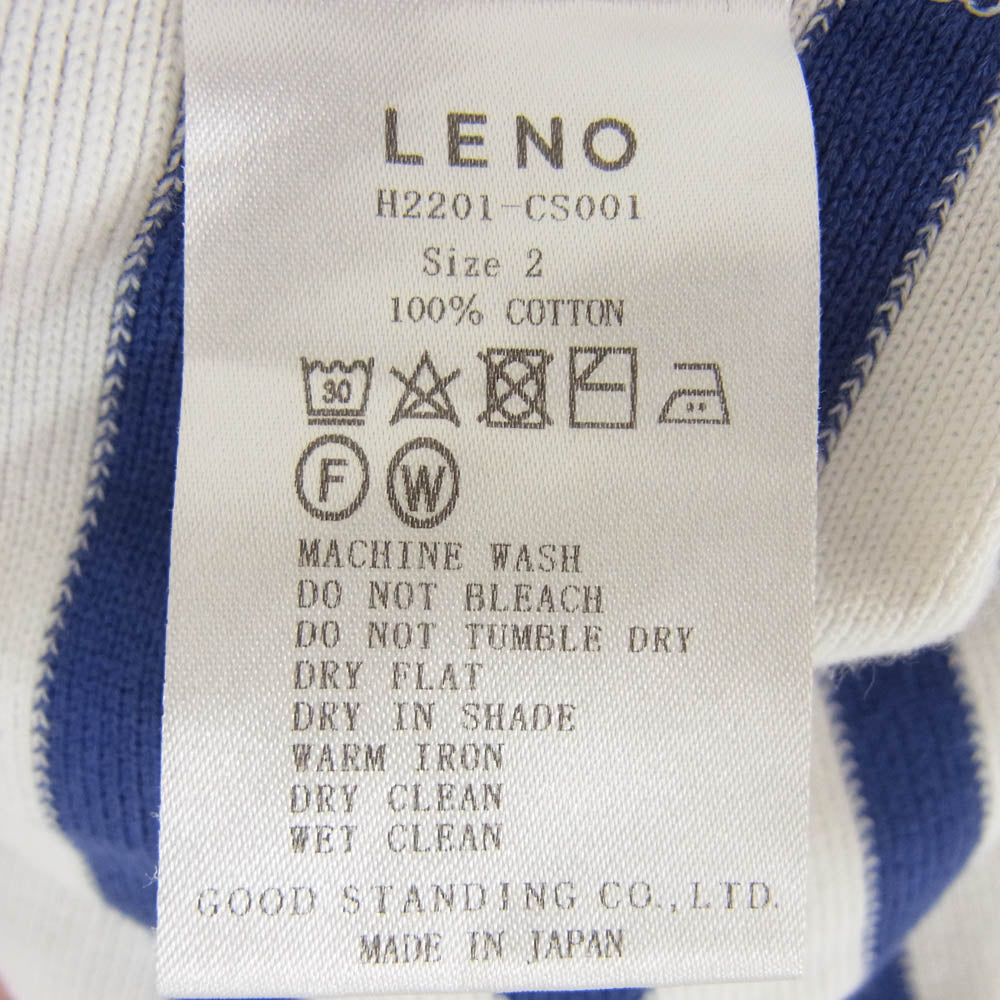 LENO
H2201-CS001
Size 2
100% COTTON
30
F W
MACHINE WASH
DO NOT BLEACH
DO NOT TUMBLE DRY
DRY FLAT
DRY IN SHADE
WARM IRON
DRY CLEAN
WET CLEAN
GOOD STANDING CO.,LTD.
MADE IN JAPAN